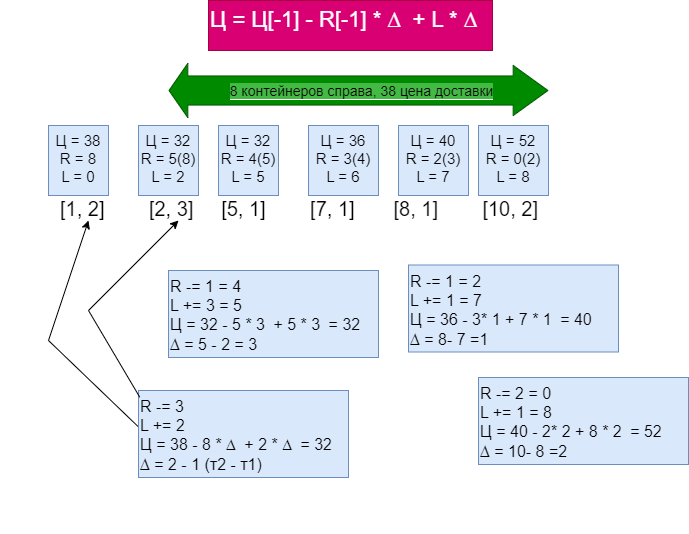 Ц = Ц[-1] - R[-1] * Δ + L * Δ
8 контейнеров справа, 38 цена доставки
Ц = 38
R = 8
L = 0
Ц = 32
R = 5(8)
L = 2
Ц = 32
R = 4(5)
L = 5
Ц = 36
R = 3(4)
L = 6
Ц = 40
R = 2(3)
L = 7
Ц = 52
R = 0(2)
L = 8
[1, 2]
[2, 3]
[5, 1]
[7, 1]
[8, 1]
[10, 2]
R -= 1 = 4
L += 3 = 5
Ц = 32 - 5 * 3 + 5 * 3 = 32
Δ = 5 - 2 = 3
R -= 1 = 2
L += 1 = 7
Ц = 36 - 3* 1 + 7 * 1 = 40
Δ = 8- 7 =1
R -= 3
L += 2
Ц = 38 - 8 * Δ + 2 * Δ = 32
Δ = 2 - 1 (т2 - т1)
R -= 2 = 0
L += 1 = 8
Ц = 40 - 2* 2 + 8 * 2 = 52
Δ = 10- 8 =2